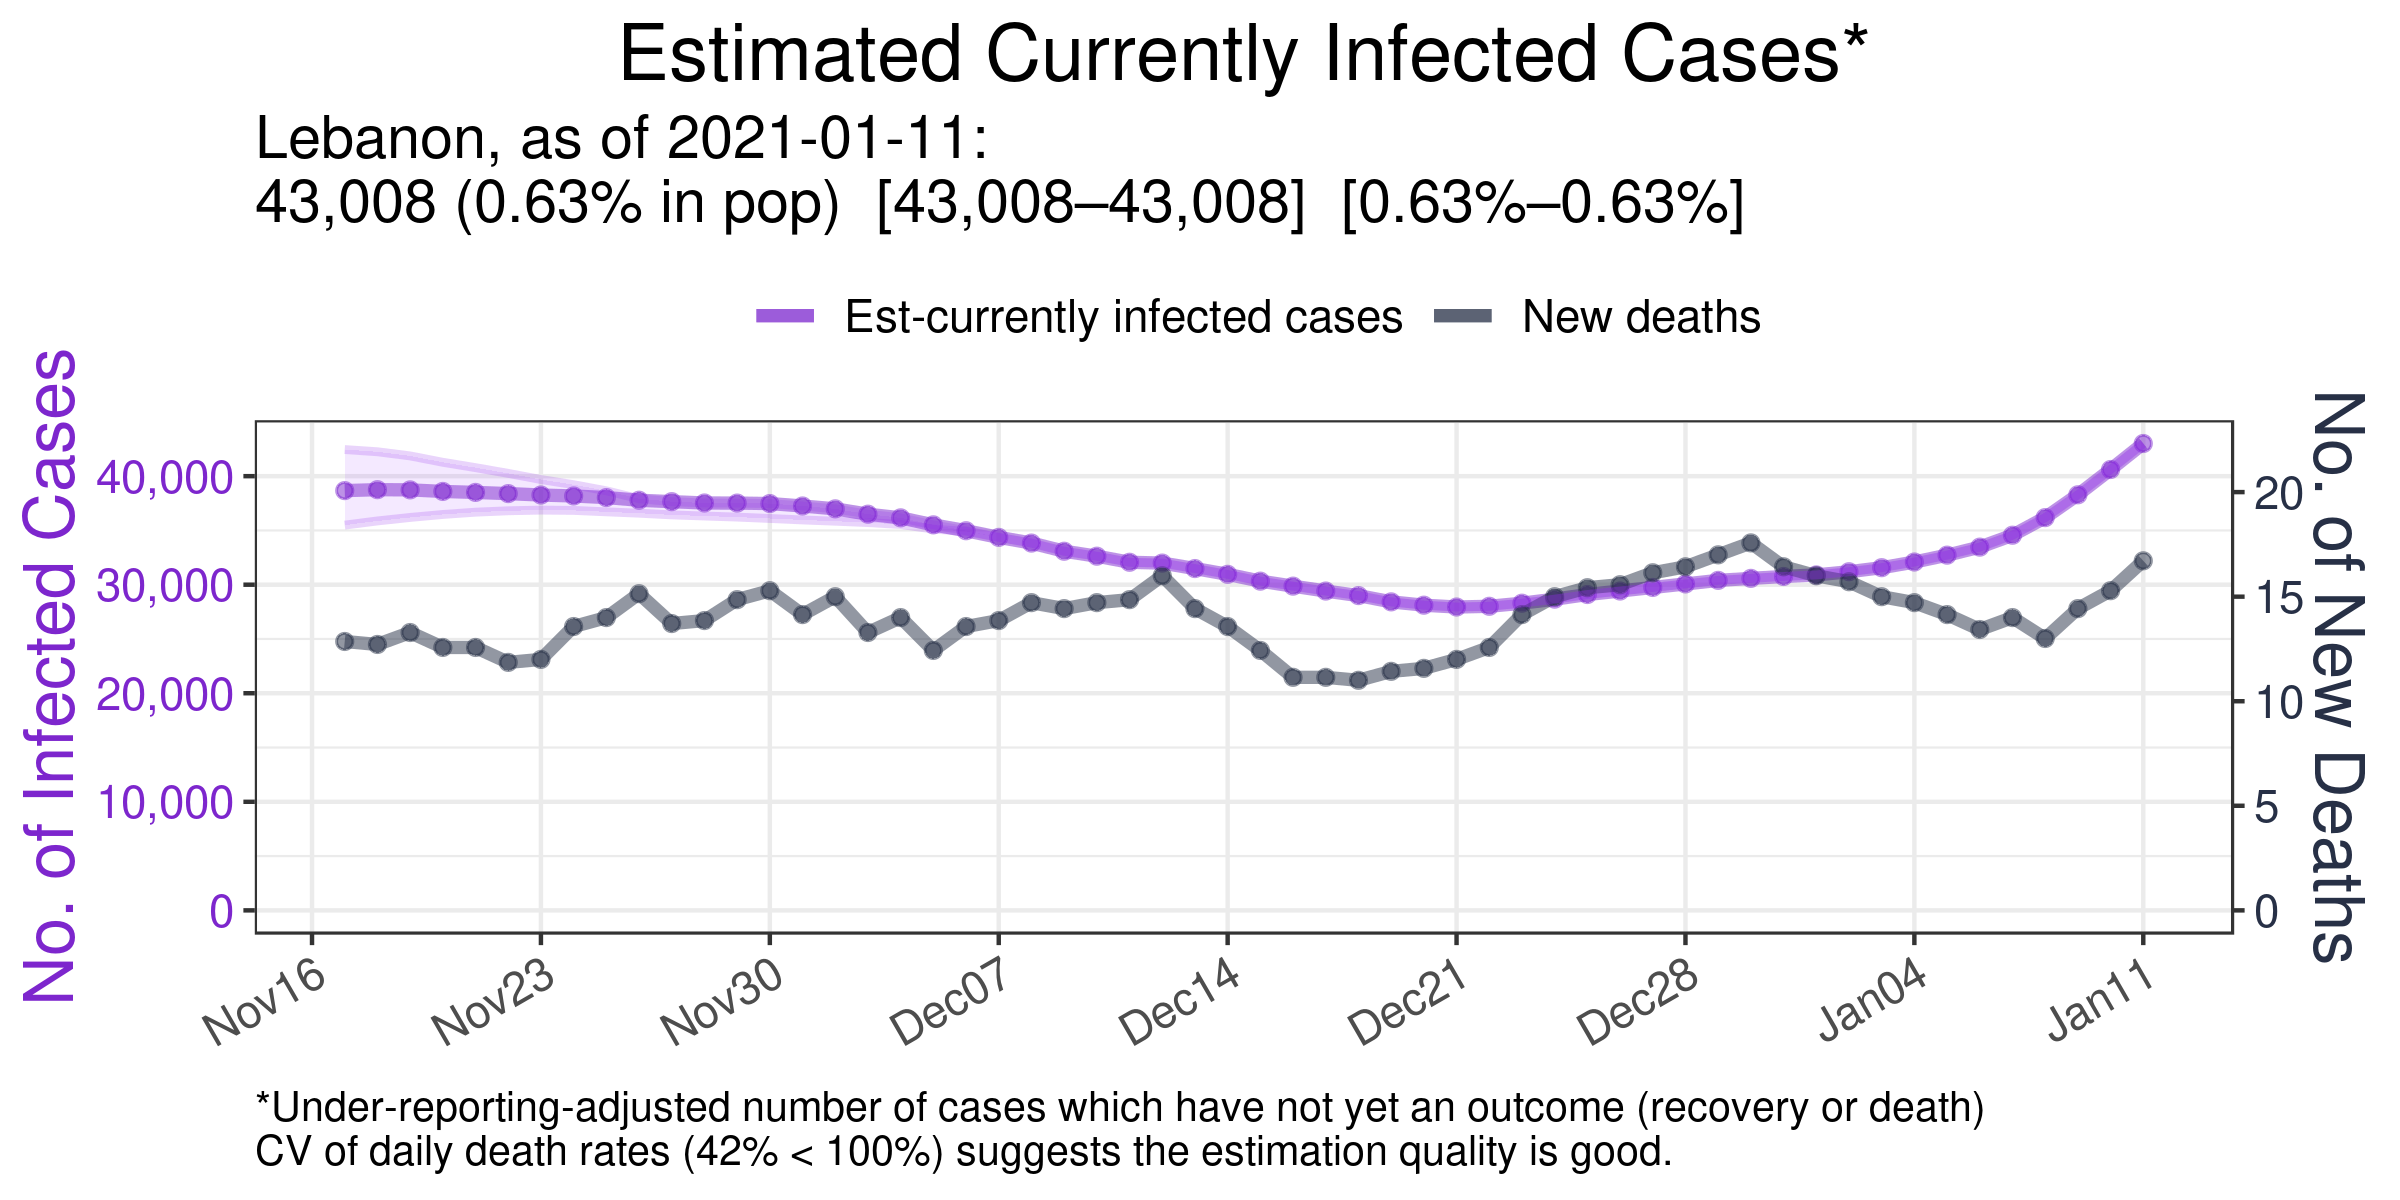 Estimated Currently Infected Cases*
Lebanon, as of 2021-01-11:
43,008 (0.63% in pop)  [43,008–43,008]  [0.63%–0.63%]
Est-currently infected cases
New deaths
No. of Infected Cases
40,000
30,000
20,000
10,000
0
No. of New Deaths
20
15
10
5
0
Nov16
Nov23
Nov30
Dec07
Dec14
Dec21
Dec28
Jan04
Jan11
*Under-reporting-adjusted number of cases which have not yet an outcome (recovery or death)
CV of daily death rates (42% < 100%) suggests the estimation quality is good.